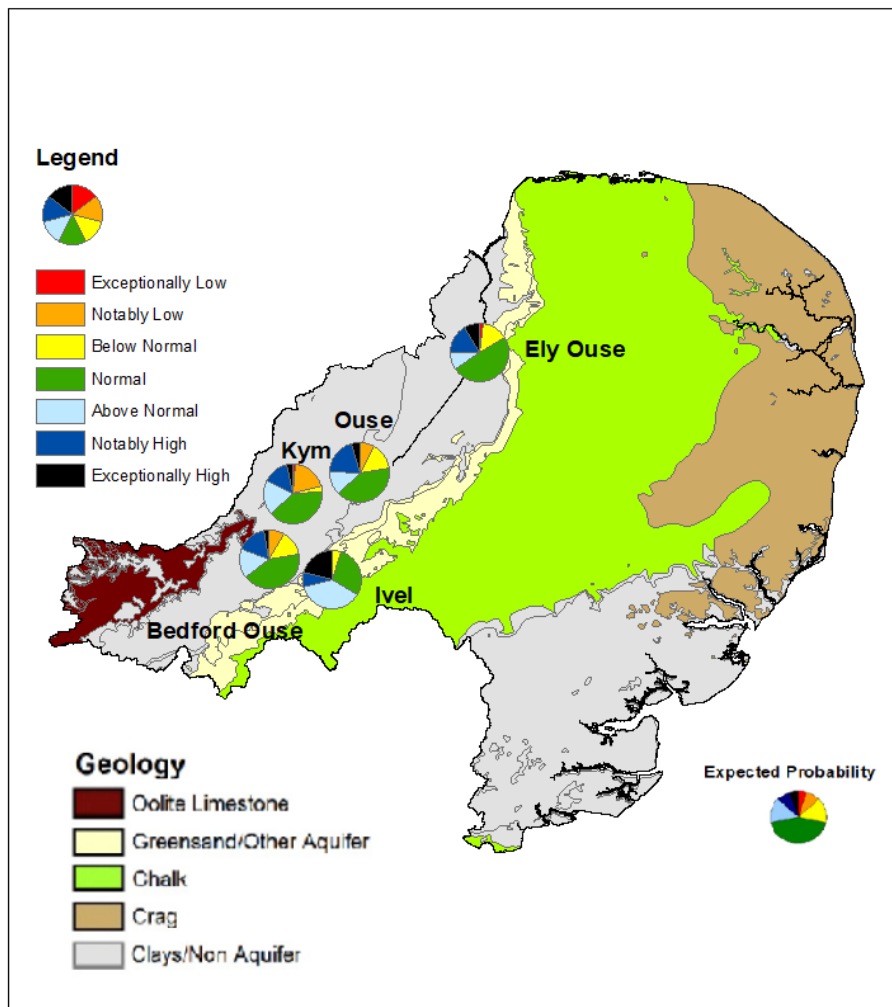 Legend
Exceptionally Low
Notably Low
Below Normal
Normal
Above Normal
Notably High
Exceptionally High
Ely Ouse
Ouse
Kym
Ivel
Bedford Ouse
Geology
Oolite Limestone
Greensand/Other Aquifer
Chalk
Crag
Clays/Non Aquifer
Expected Probability